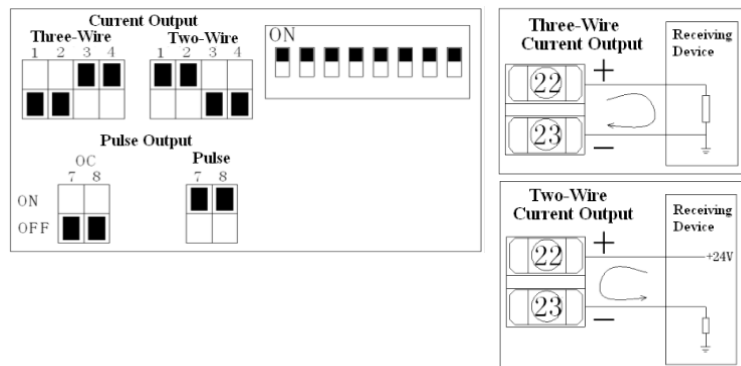 Current Output
Three-Wire Two-Wire
1 2 3 4 1 2 3 4
ON
Pulse Output
OC Pulse
7 8 7 8
ON
OFF
Three-Wire
Current Output
Receiving
Device
22 +
23 −
Two-Wire
Current Output
Receiving
Device
22 +
+24V
23 −